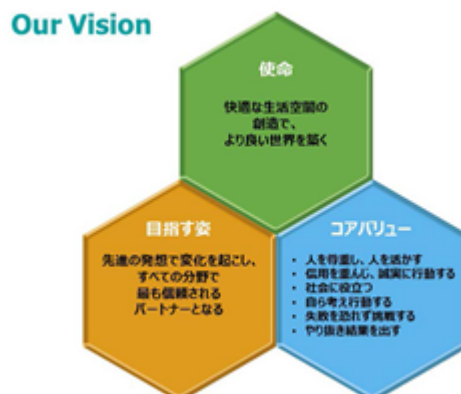 Our Vision
使命
快適な生活空間の
創造で、
より良い世界を築く
目指す姿
先進の発想で変化を起こし、
すべての分野で
最も信頼される
パートナーとなる
コアバリュー
• 人を尊重し、人を活かす
• 信用を重んじ、誠実に行動する
• 社会に役立つ
• 自ら考え行動する
• 失敗を恐れず挑戦する
• やり抜き結果を出す